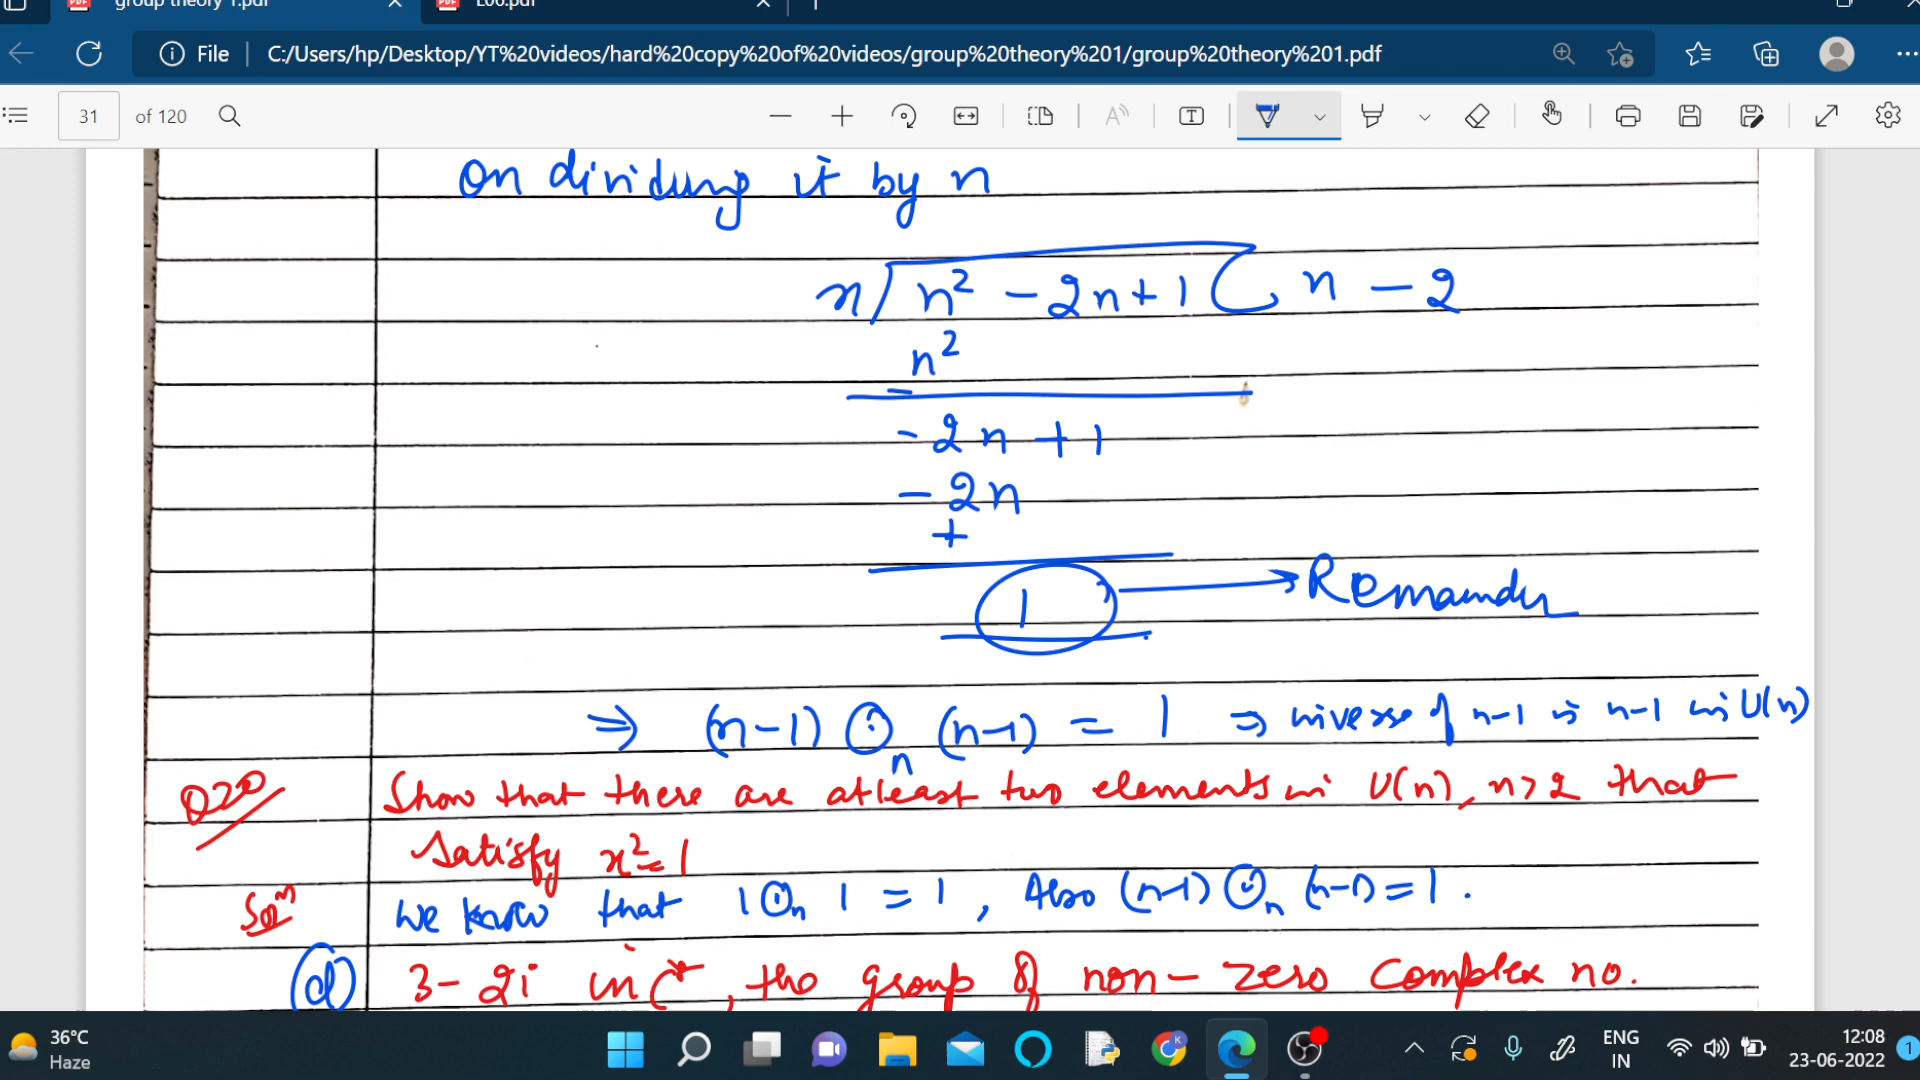 group theory 1.pdf
L06.pdf
File
C:/Users/hp/Desktop/YT%20videos/hard%20copy%20of%20videos/group%20theory%201/group%20theory%201.pdf
31 of 120
On dividing it by n
n / n² - 2n + 1 ( n - 2
n²
-
- 2n + 1
- 2n
+
1 → Remainder
⇒ (n-1) ⊙n (n-1) = 1 ⇒ inverse of n-1 is n-1 in U(n)
Q20 Show that there are atleast two elements in U(n), n>2 that
satisfy x²=1
Solⁿ We know that 1 ⊙n 1 = 1, Also (n-1) ⊙n (n-1) = 1.
(d) 3-2i in C*, the group of non-zero complex no.
36°C
Haze
ENG
IN
12:08
23-06-2022
1